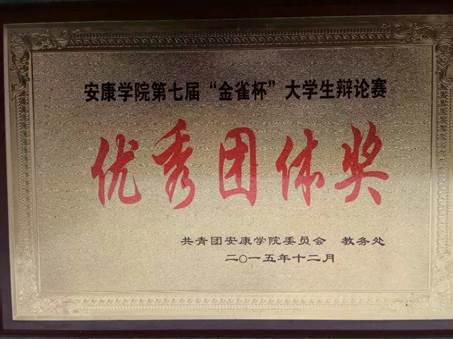 安康学院第七届“金雀杯”大学生辩论赛
优秀团体奖
共青团安康学院委员会 教务处
二〇一五年十二月